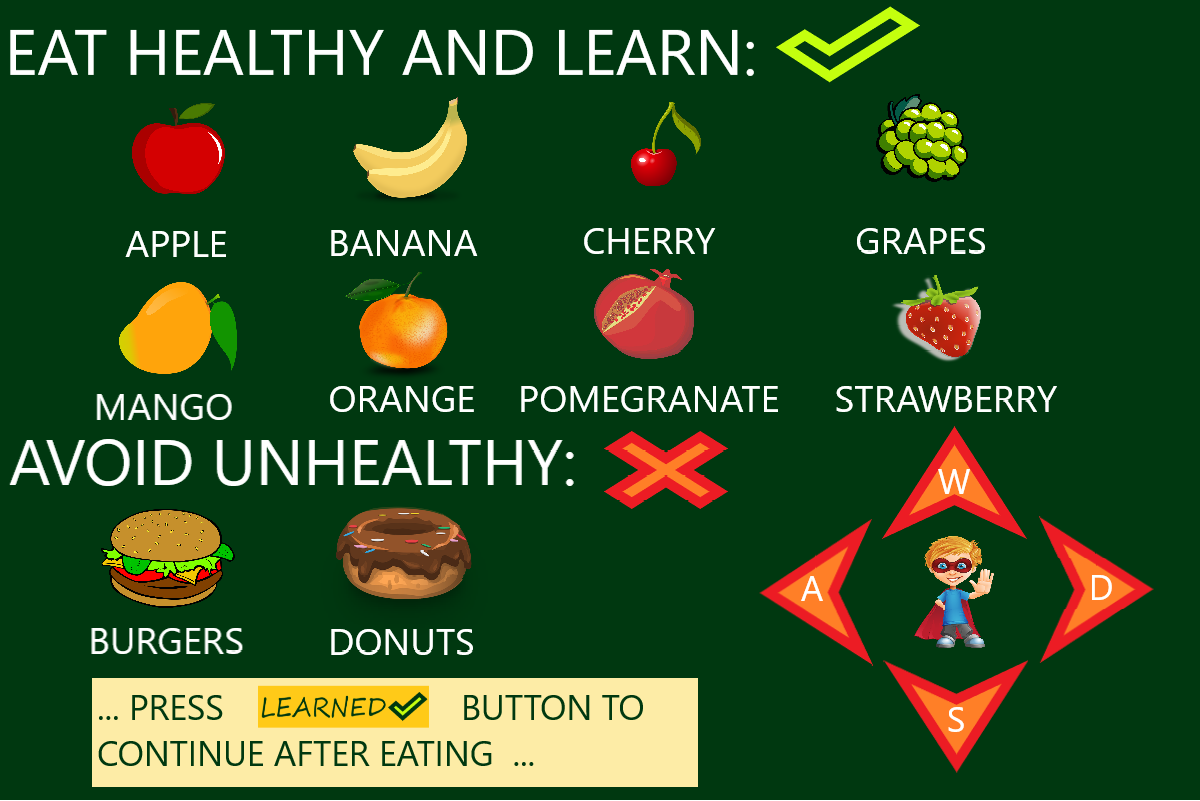 EAT HEALTHY AND LEARN:
APPLE BANANA CHERRY GRAPES
MANGO ORANGE POMEGRANATE STRAWBERRY
AVOID UNHEALTHY:
BURGERS DONUTS
W
A D
S
... PRESS LEARNED BUTTON TO
CONTINUE AFTER EATING ...